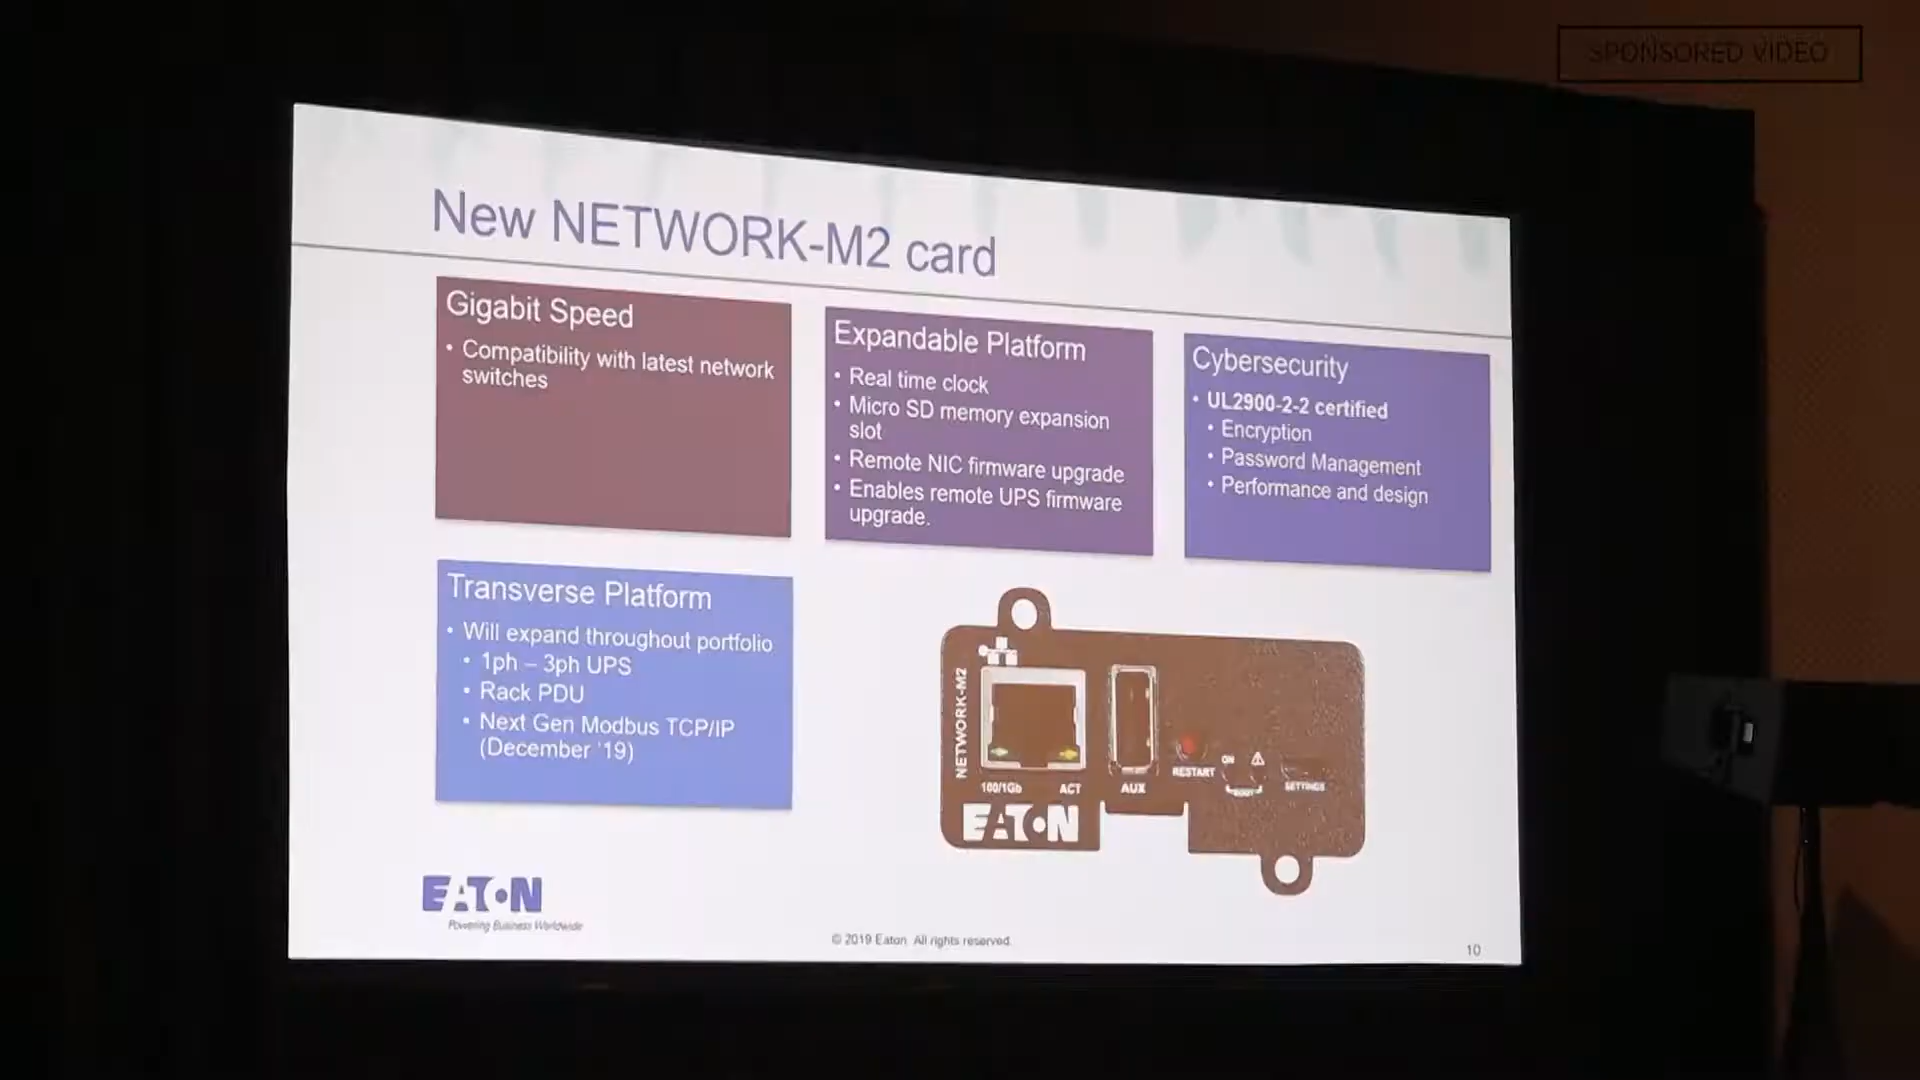 SPONSORED VIDEO
New NETWORK-M2 card
Gigabit Speed
• Compatibility with latest network
switches
Expandable Platform
• Real time clock
• Micro SD memory expansion
slot
• Remote NIC firmware upgrade
• Enables remote UPS firmware
upgrade.
Cybersecurity
• UL2900-2-2 certified
• Encryption
• Password Management
• Performance and design
Transverse Platform
• Will expand throughout portfolio
• 1ph – 3ph UPS
• Rack PDU
• Next Gen Modbus TCP/IP
(December '19)
NETWORK-M2
100/1Gb
ACT
AUX
RESTART
ON
BOOT
SETTINGS
EATON
EATON
Powering Business Worldwide
© 2019 Eaton. All rights reserved.
10